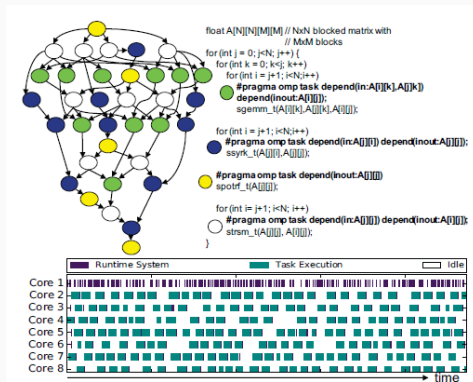 float A[N][N][M][M] // NxN blocked matrix with
// MxM blocks
for (int j = 0; j<N; j++) {
for (int k = 0; k<j; k++)
for (int i = j+1; i<N;i++)
#pragma omp task depend(in:A[i][k],A[j][k])
depend(inout:A[i][j]);
sgemm_t(A[i][k],A[j][k],A[i][j]);
for (int i = j+1; i<N;i++)
#pragma omp task depend(in:A[j][i]) depend(inout:A[j][j]);
ssyrk_t(A[j][i],A[j][j]);
#pragma omp task depend(inout:A[j][j])
spotrf_t(A[j][j]);
for (int i= j+1; i<N; i++)
#pragma omp task depend(in:A[j][j]) depend(inout:A[i][j]);
strsm_t(A[j][j], A[i][j]);
}
Runtime System Task Execution Idle
Core 1
Core 2
Core 3
Core 4
Core 5
Core 6
Core 7
Core 8
time